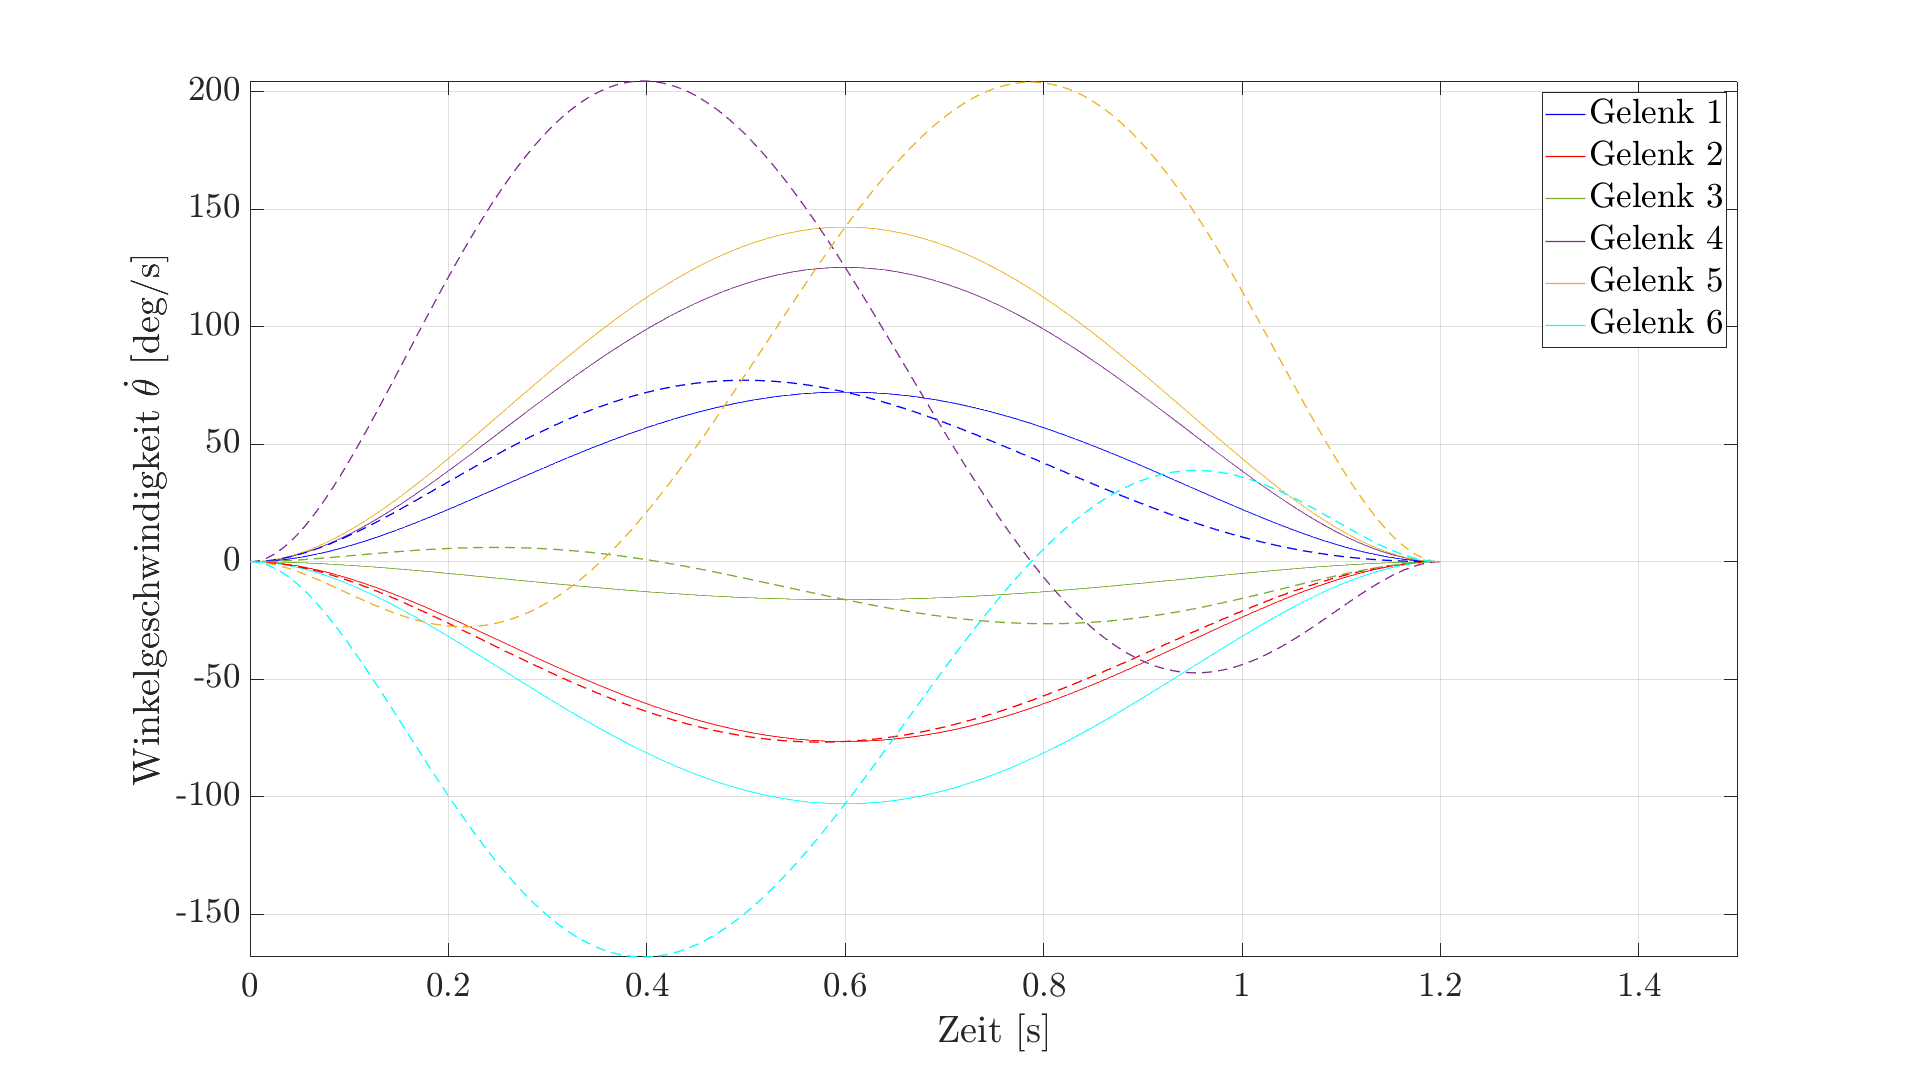 200
150
100
50
0
-50
-100
-150
0 0.2 0.4 0.6 0.8 1 1.2 1.4
Zeit [s]
Winkelgeschwindigkeit θ̇ [deg/s]
Gelenk 1
Gelenk 2
Gelenk 3
Gelenk 4
Gelenk 5
Gelenk 6